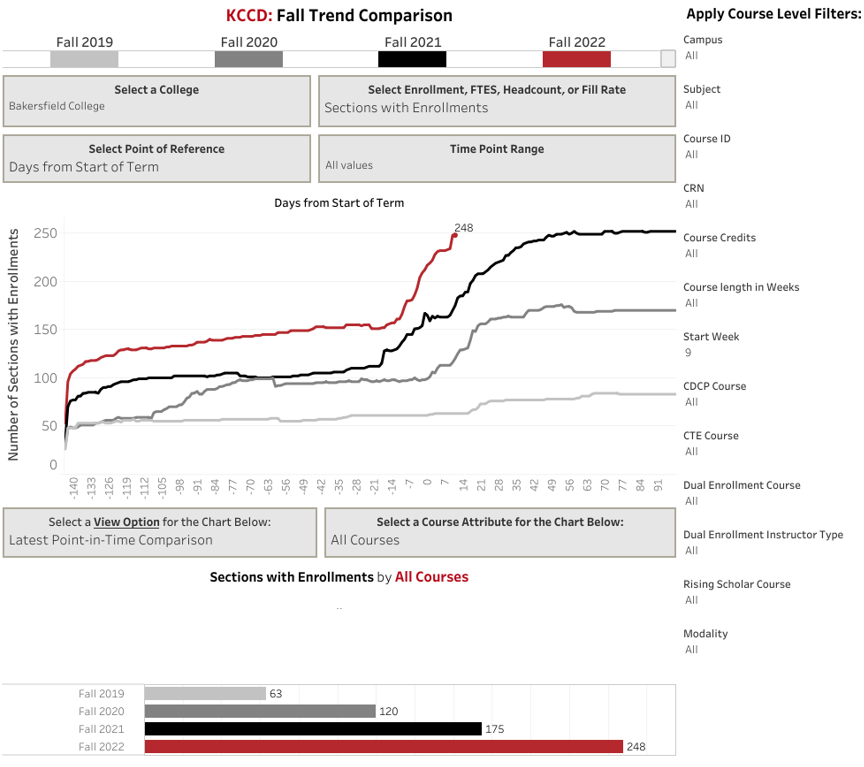 KCCD: Fall Trend Comparison
Apply Course Level Filters:
Fall 2019
Fall 2020
Fall 2021
Fall 2022
Select a College
Bakersfield College
Select Enrollment, FTES, Headcount, or Fill Rate
Sections with Enrollments
Select Point of Reference
Days from Start of Term
Time Point Range
All values
Campus
All
Subject
All
Course ID
All
CRN
All
Course Credits
All
Course length in Weeks
All
Start Week
9
CDCP Course
All
CTE Course
All
Dual Enrollment Course
All
Dual Enrollment Instructor Type
All
Rising Scholar Course
All
Modality
All
Days from Start of Term
Number of Sections with Enrollments
250
200
150
100
50
0
248
-140
-133
-126
-119
-112
-105
-98
-91
-84
-77
-70
-63
-56
-49
-42
-35
-28
-21
-14
-7
0
7
14
21
28
35
42
49
56
63
70
77
84
91
Select a View Option for the Chart Below:
Latest Point-in-Time Comparison
Select a Course Attribute for the Chart Below:
All Courses
Sections with Enrollments by All Courses
Fall 2019 63
Fall 2020 120
Fall 2021 175
Fall 2022 248